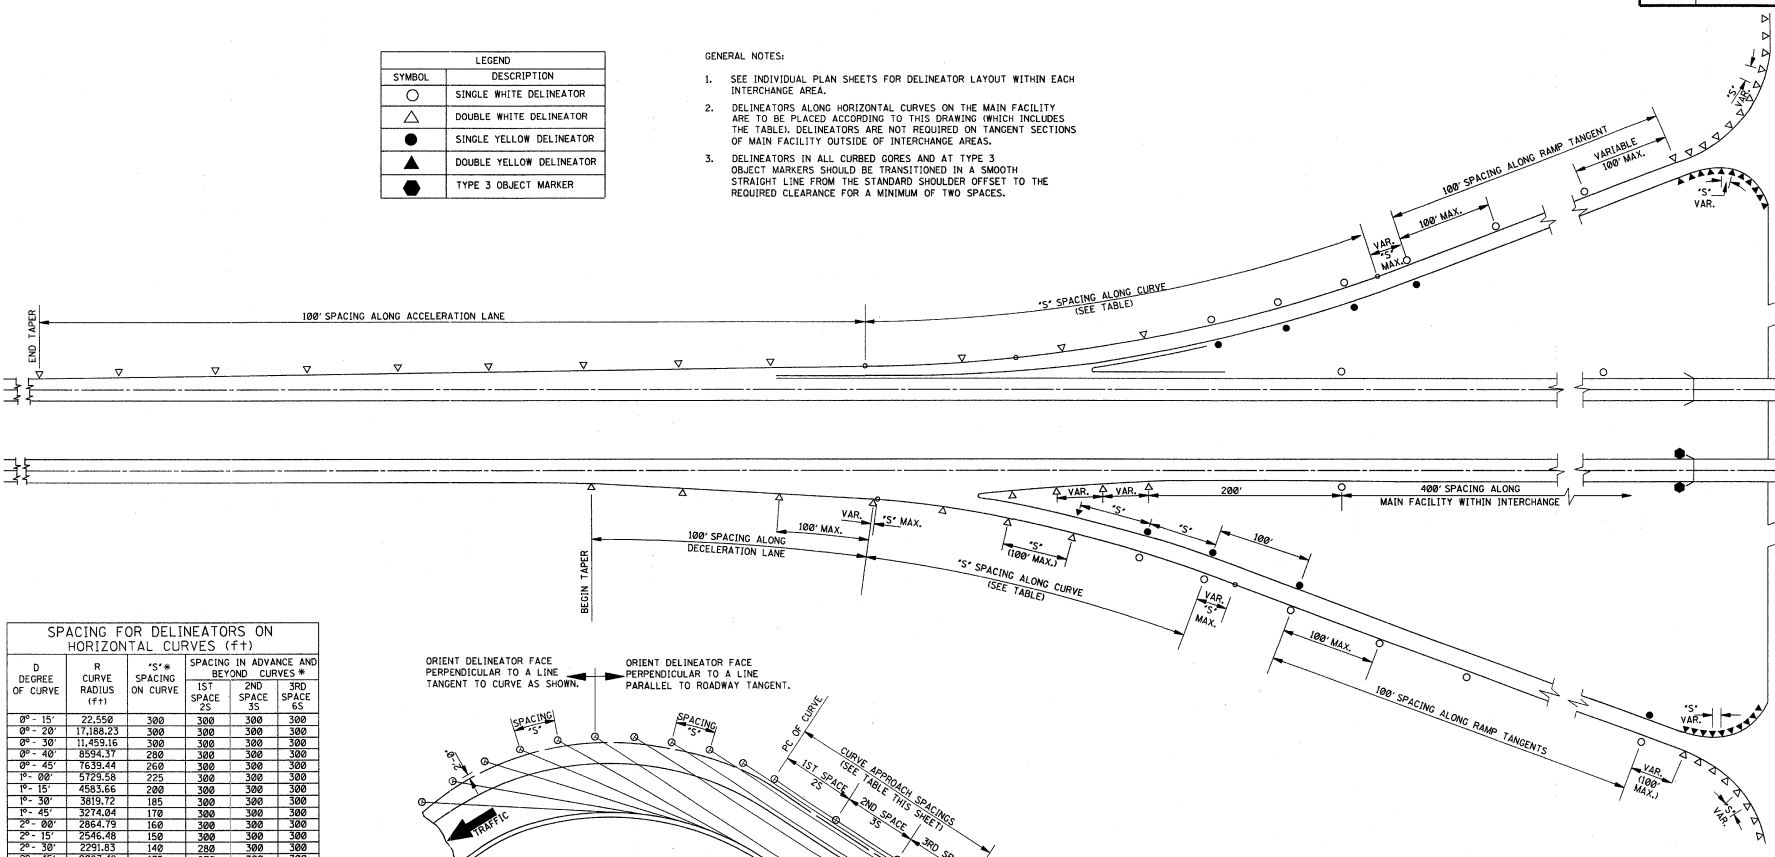 LEGEND
SYMBOL DESCRIPTION
SINGLE WHITE DELINEATOR
DOUBLE WHITE DELINEATOR
SINGLE YELLOW DELINEATOR
DOUBLE YELLOW DELINEATOR
TYPE 3 OBJECT MARKER
GENERAL NOTES:
1. SEE INDIVIDUAL PLAN SHEETS FOR DELINEATOR LAYOUT WITHIN EACH
INTERCHANGE AREA.
2. DELINEATORS ALONG HORIZONTAL CURVES ON THE MAIN FACILITY
ARE TO BE PLACED ACCORDING TO THIS DRAWING (WHICH INCLUDES
THE TABLE). DELINEATORS ARE NOT REQUIRED ON TANGENT SECTIONS
OF MAIN FACILITY OUTSIDE OF INTERCHANGE AREAS.
3. DELINEATORS IN ALL CURBED GORES AND AT TYPE 3
OBJECT MARKERS SHOULD BE TRANSITIONED IN A SMOOTH
STRAIGHT LINE FROM THE STANDARD SHOULDER OFFSET TO THE
REQUIRED CLEARANCE FOR A MINIMUM OF TWO SPACES.
"S"
VAR.
100' SPACING ALONG RAMP TANGENT
VARIABLE
100' MAX.
"S"
VAR.
100' MAX.
VAR.
"S"
MAX.
"S" SPACING ALONG CURVE
(SEE TABLE)
100' SPACING ALONG ACCELERATION LANE
END TAPER
VAR.
VAR.
200'
400' SPACING ALONG
MAIN FACILITY WITHIN INTERCHANGE
"S"
"S"
100'
VAR.
"S" MAX.
100' MAX.
100' SPACING ALONG
DECELERATION LANE
"S"
(100' MAX.)
"S" SPACING ALONG CURVE
(SEE TABLE)
BEGIN TAPER
VAR.
"S"
MAX.
100' MAX.
100' SPACING ALONG RAMP TANGENTS
"S"
VAR.
VAR.
(100'
MAX.)
"S"
VAR.
SPACING FOR DELINEATORS ON
HORIZONTAL CURVES (ft)
D
DEGREE
OF CURVE
R
CURVE
RADIUS
(ft)
"S"*
SPACING
ON CURVE
SPACING IN ADVANCE AND
BEYOND CURVES *
1ST
SPACE
2S
2ND
SPACE
3S
3RD
SPACE
6S
0° - 15' 22,550 300 300 300 300
0° - 20' 17,188.23 300 300 300 300
0° - 30' 11,459.16 300 300 300 300
0° - 40' 8594.37 280 300 300 300
0° - 45' 7639.44 260 300 300 300
1° - 00' 5729.58 225 300 300 300
1° - 15' 4583.66 200 300 300 300
1° - 30' 3819.72 185 300 300 300
1° - 45' 3274.04 170 300 300 300
2° - 00' 2864.79 160 300 300 300
2° - 15' 2546.48 150 300 300 300
2° - 30' 2291.83 140 280 300 300
ORIENT DELINEATOR FACE
PERPENDICULAR TO A LINE
TANGENT TO CURVE AS SHOWN.
ORIENT DELINEATOR FACE
PERPENDICULAR TO A LINE
PARALLEL TO ROADWAY TANGENT.
SPACING
"S"
SPACING
"S"
TRAFFIC
PC OF CURVE
CURVE APPROACH SPACINGS
(SEE TABLE THIS SHEET)
1ST SPACE
2S
2ND SPACE
3S
3RD